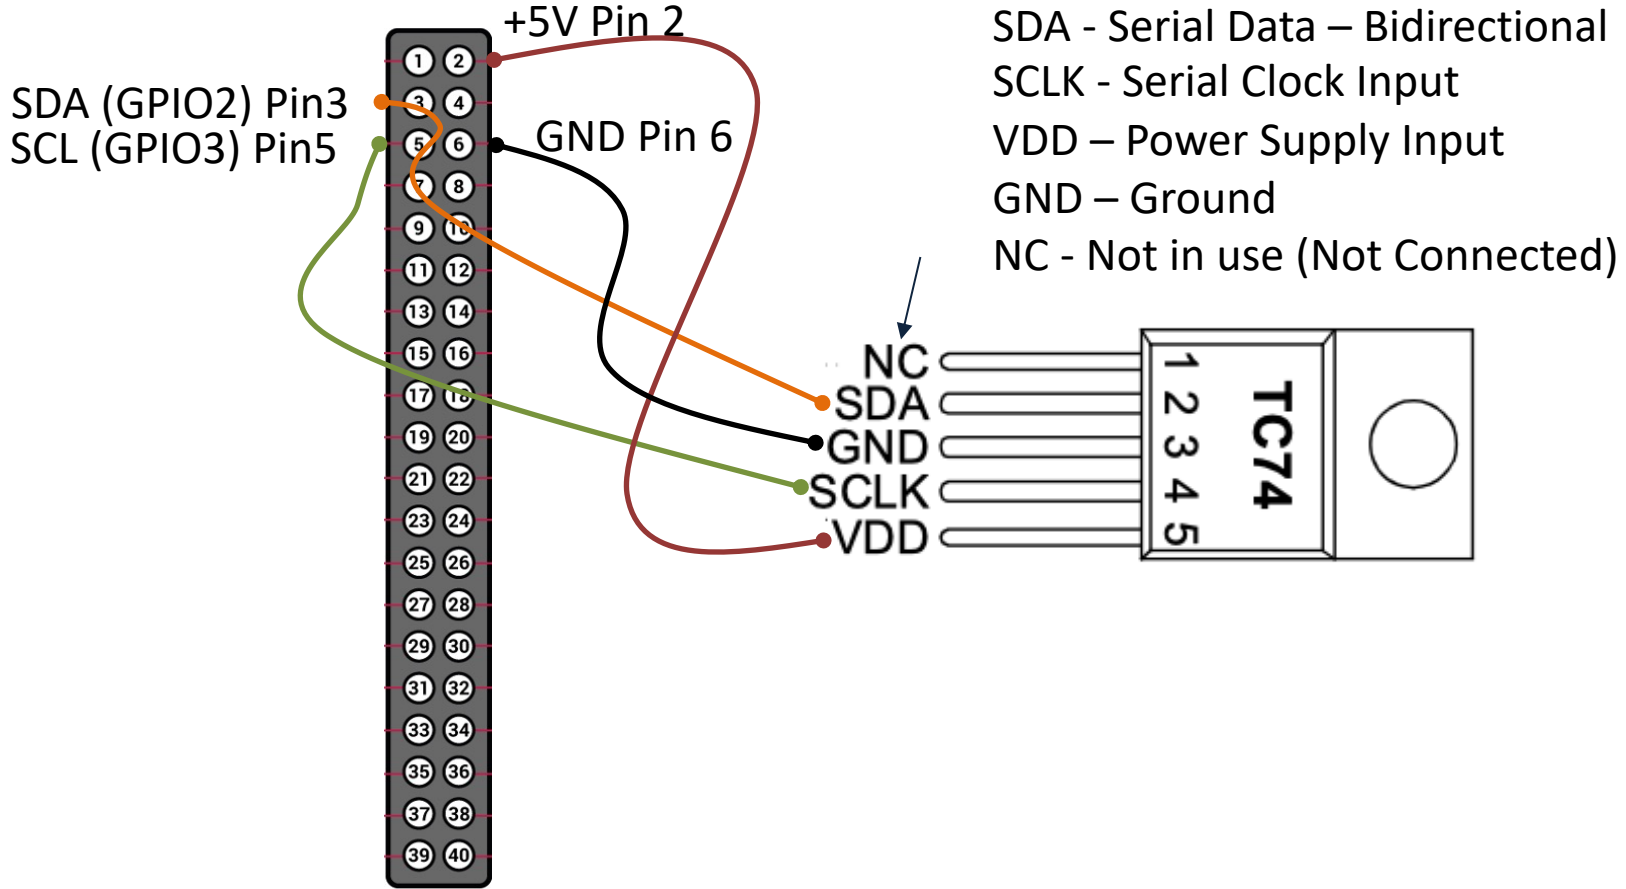 +5V Pin 2
SDA (GPIO2) Pin3
SCL (GPIO3) Pin5
GND Pin 6
1 2
3 4
5 6
7 8
9 10
11 12
13 14
15 16
17 18
19 20
21 22
23 24
25 26
27 28
29 30
31 32
33 34
35 36
37 38
39 40
SDA - Serial Data – Bidirectional
SCLK - Serial Clock Input
VDD – Power Supply Input
GND – Ground
NC - Not in use (Not Connected)
NC 1
SDA 2
GND 3
SCLK 4
VDD 5
TC74